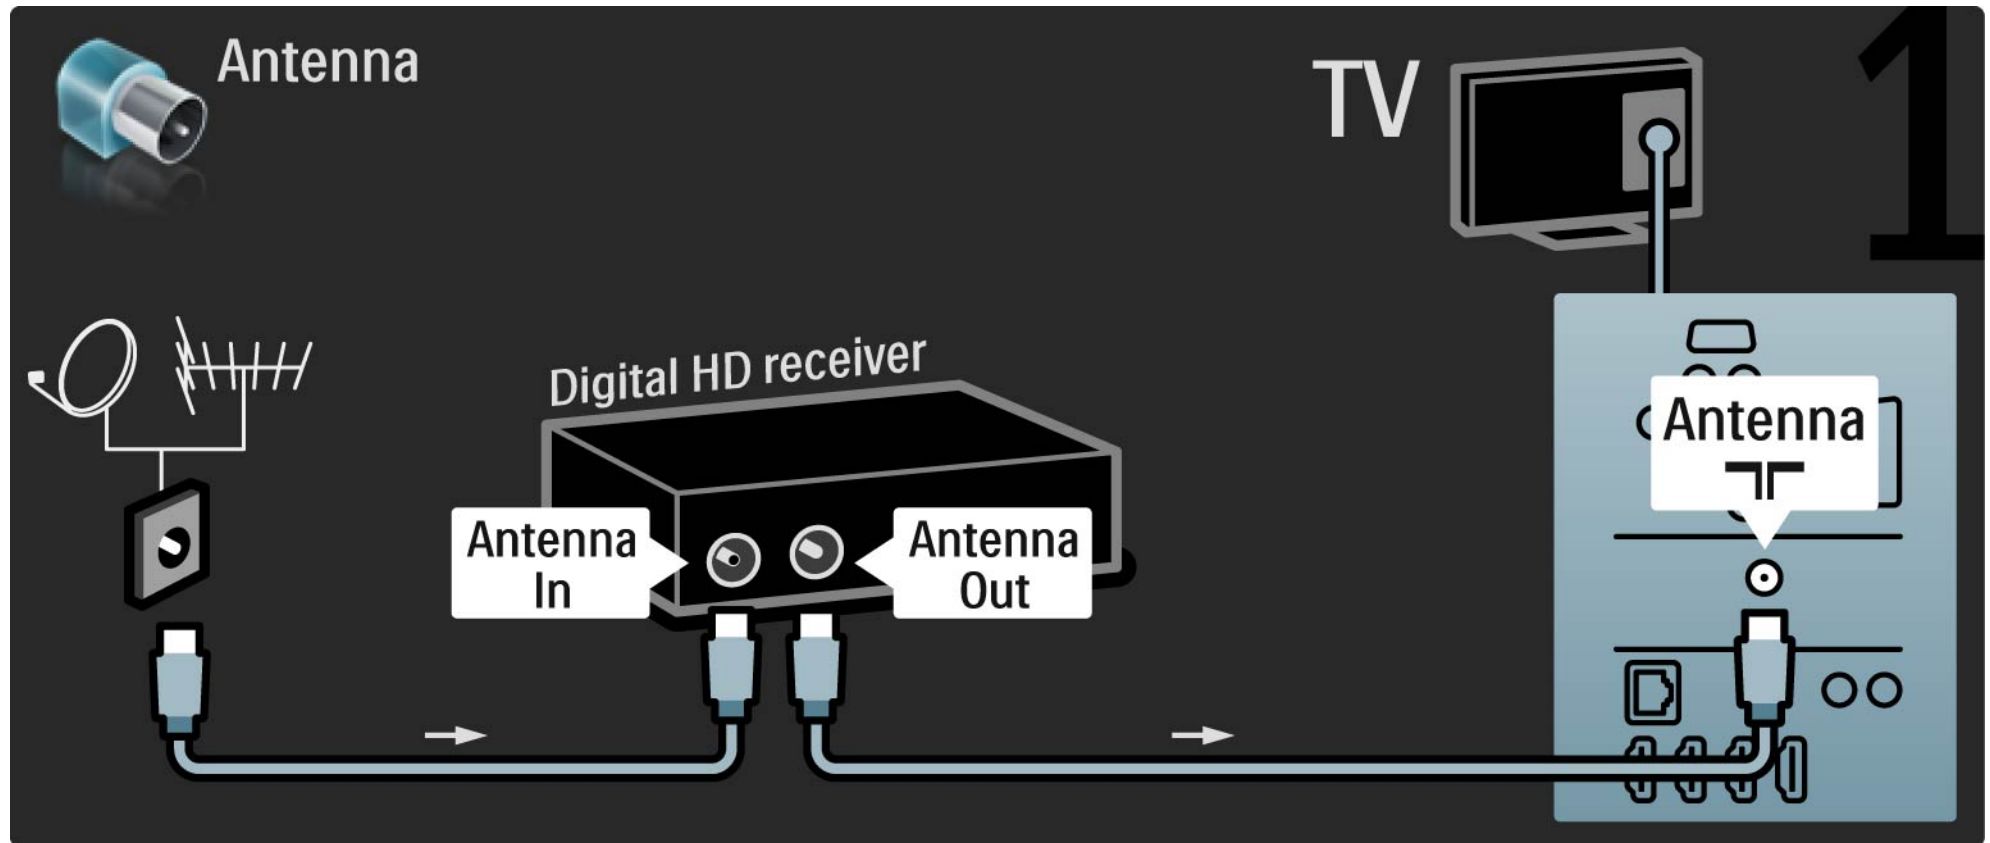 Antenna
TV
1
Digital HD receiver
Antenna
In
Antenna
Out
Antenna